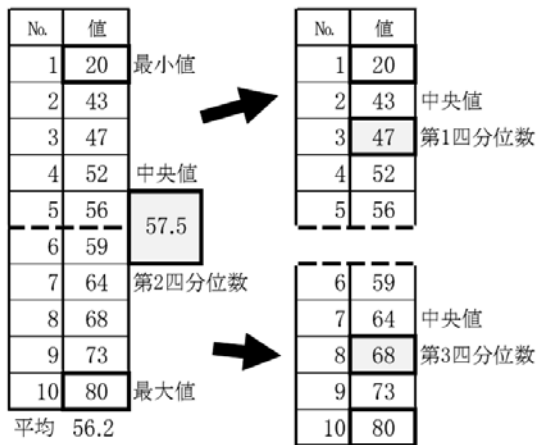 No. 値
1 20 最小値
2 43
3 47
4 52 中央値
5 56
57.5
6 59
7 64 第2四分位数
8 68
9 73
10 80 最大値
平均 56.2
No. 値
1 20
2 43 中央値
3 47 第1四分位数
4 52
5 56
6 59
7 64 中央値
8 68 第3四分位数
9 73
10 80